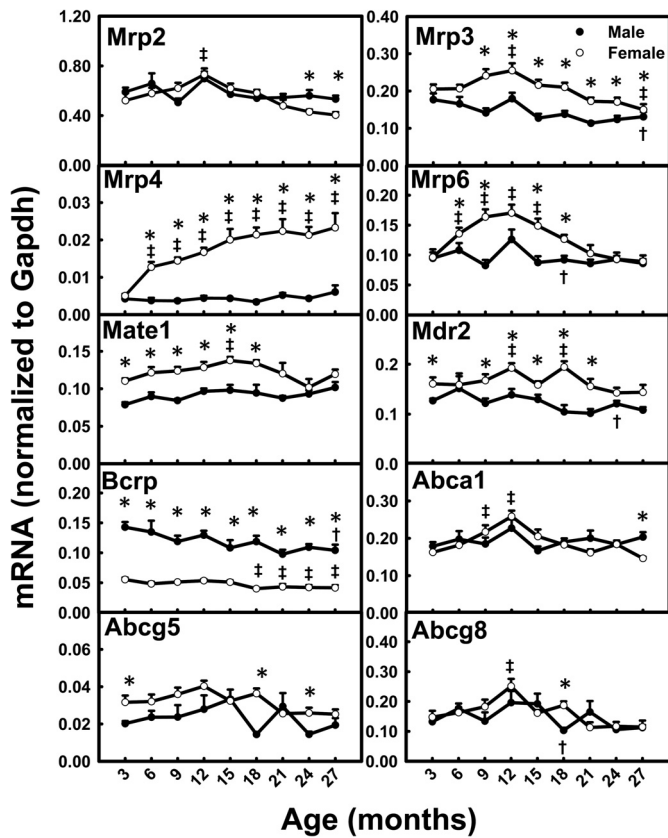 mRNA (normalized to Gapdh)
Mrp2
1.20
0.60
0.40
0.00
‡ * *
Mrp3
Male
Female
0.40
0.30
0.20
0.10
0.00
* * * * * * *
‡ ‡
†
Mrp4
0.03
0.02
0.01
0.00
* * * * * * * *
‡ ‡ ‡ ‡ ‡ ‡ ‡ ‡
Mrp6
0.20
0.15
0.10
0.05
0.00
* * ‡ * *
‡ ‡ ‡
†
Mate1
0.15
0.10
0.05
0.00
* * * * * *
‡
Mdr2
0.2
0.1
0.00
* * * * * *
‡ ‡
†
Bcrp
0.20
0.15
0.10
0.05
0.00
* * * * * * * * *
†
‡ ‡ ‡ ‡
Abca1
0.30
0.20
0.10
0.00
‡ ‡ *
Abcg5
0.06
0.04
0.02
0.00
* * *
3 6 9 12 15 18 21 24 27
Abcg8
0.30
0.20
0.10
0.00
‡ *
†
3 6 9 12 15 18 21 24 27
Age (months)